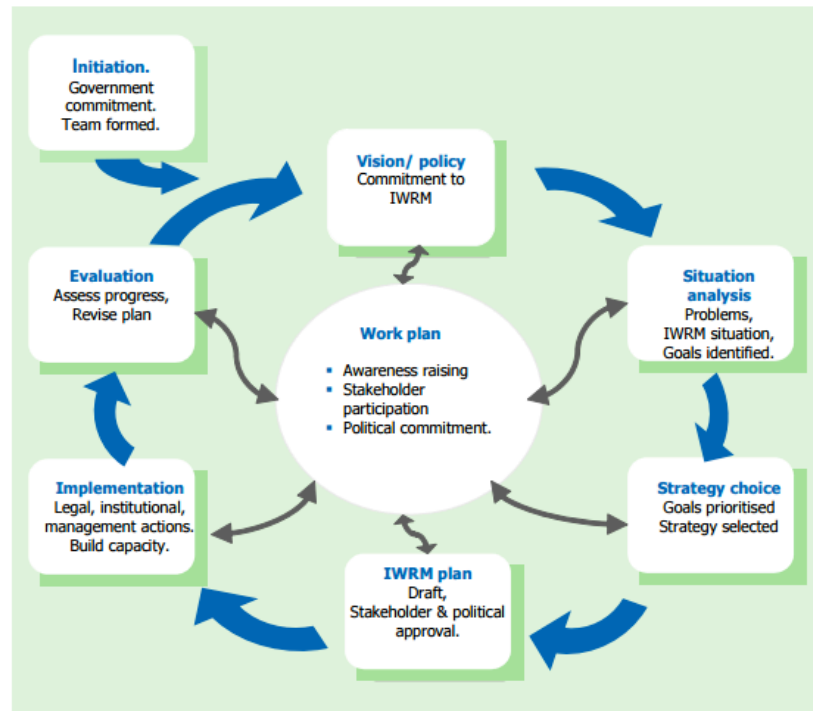 Initiation.
Government
commitment.
Team formed.
Vision/ policy
Commitment to
IWRM
Evaluation
Assess progress,
Revise plan
Situation
analysis
Problems,
IWRM situation,
Goals identified.
Work plan
▪ Awareness raising
▪ Stakeholder
participation
▪ Political commitment.
Implementation
Legal, institutional,
management actions.
Build capacity.
Strategy choice
Goals prioritised
Strategy selected
IWRM plan
Draft,
Stakeholder & political
approval.